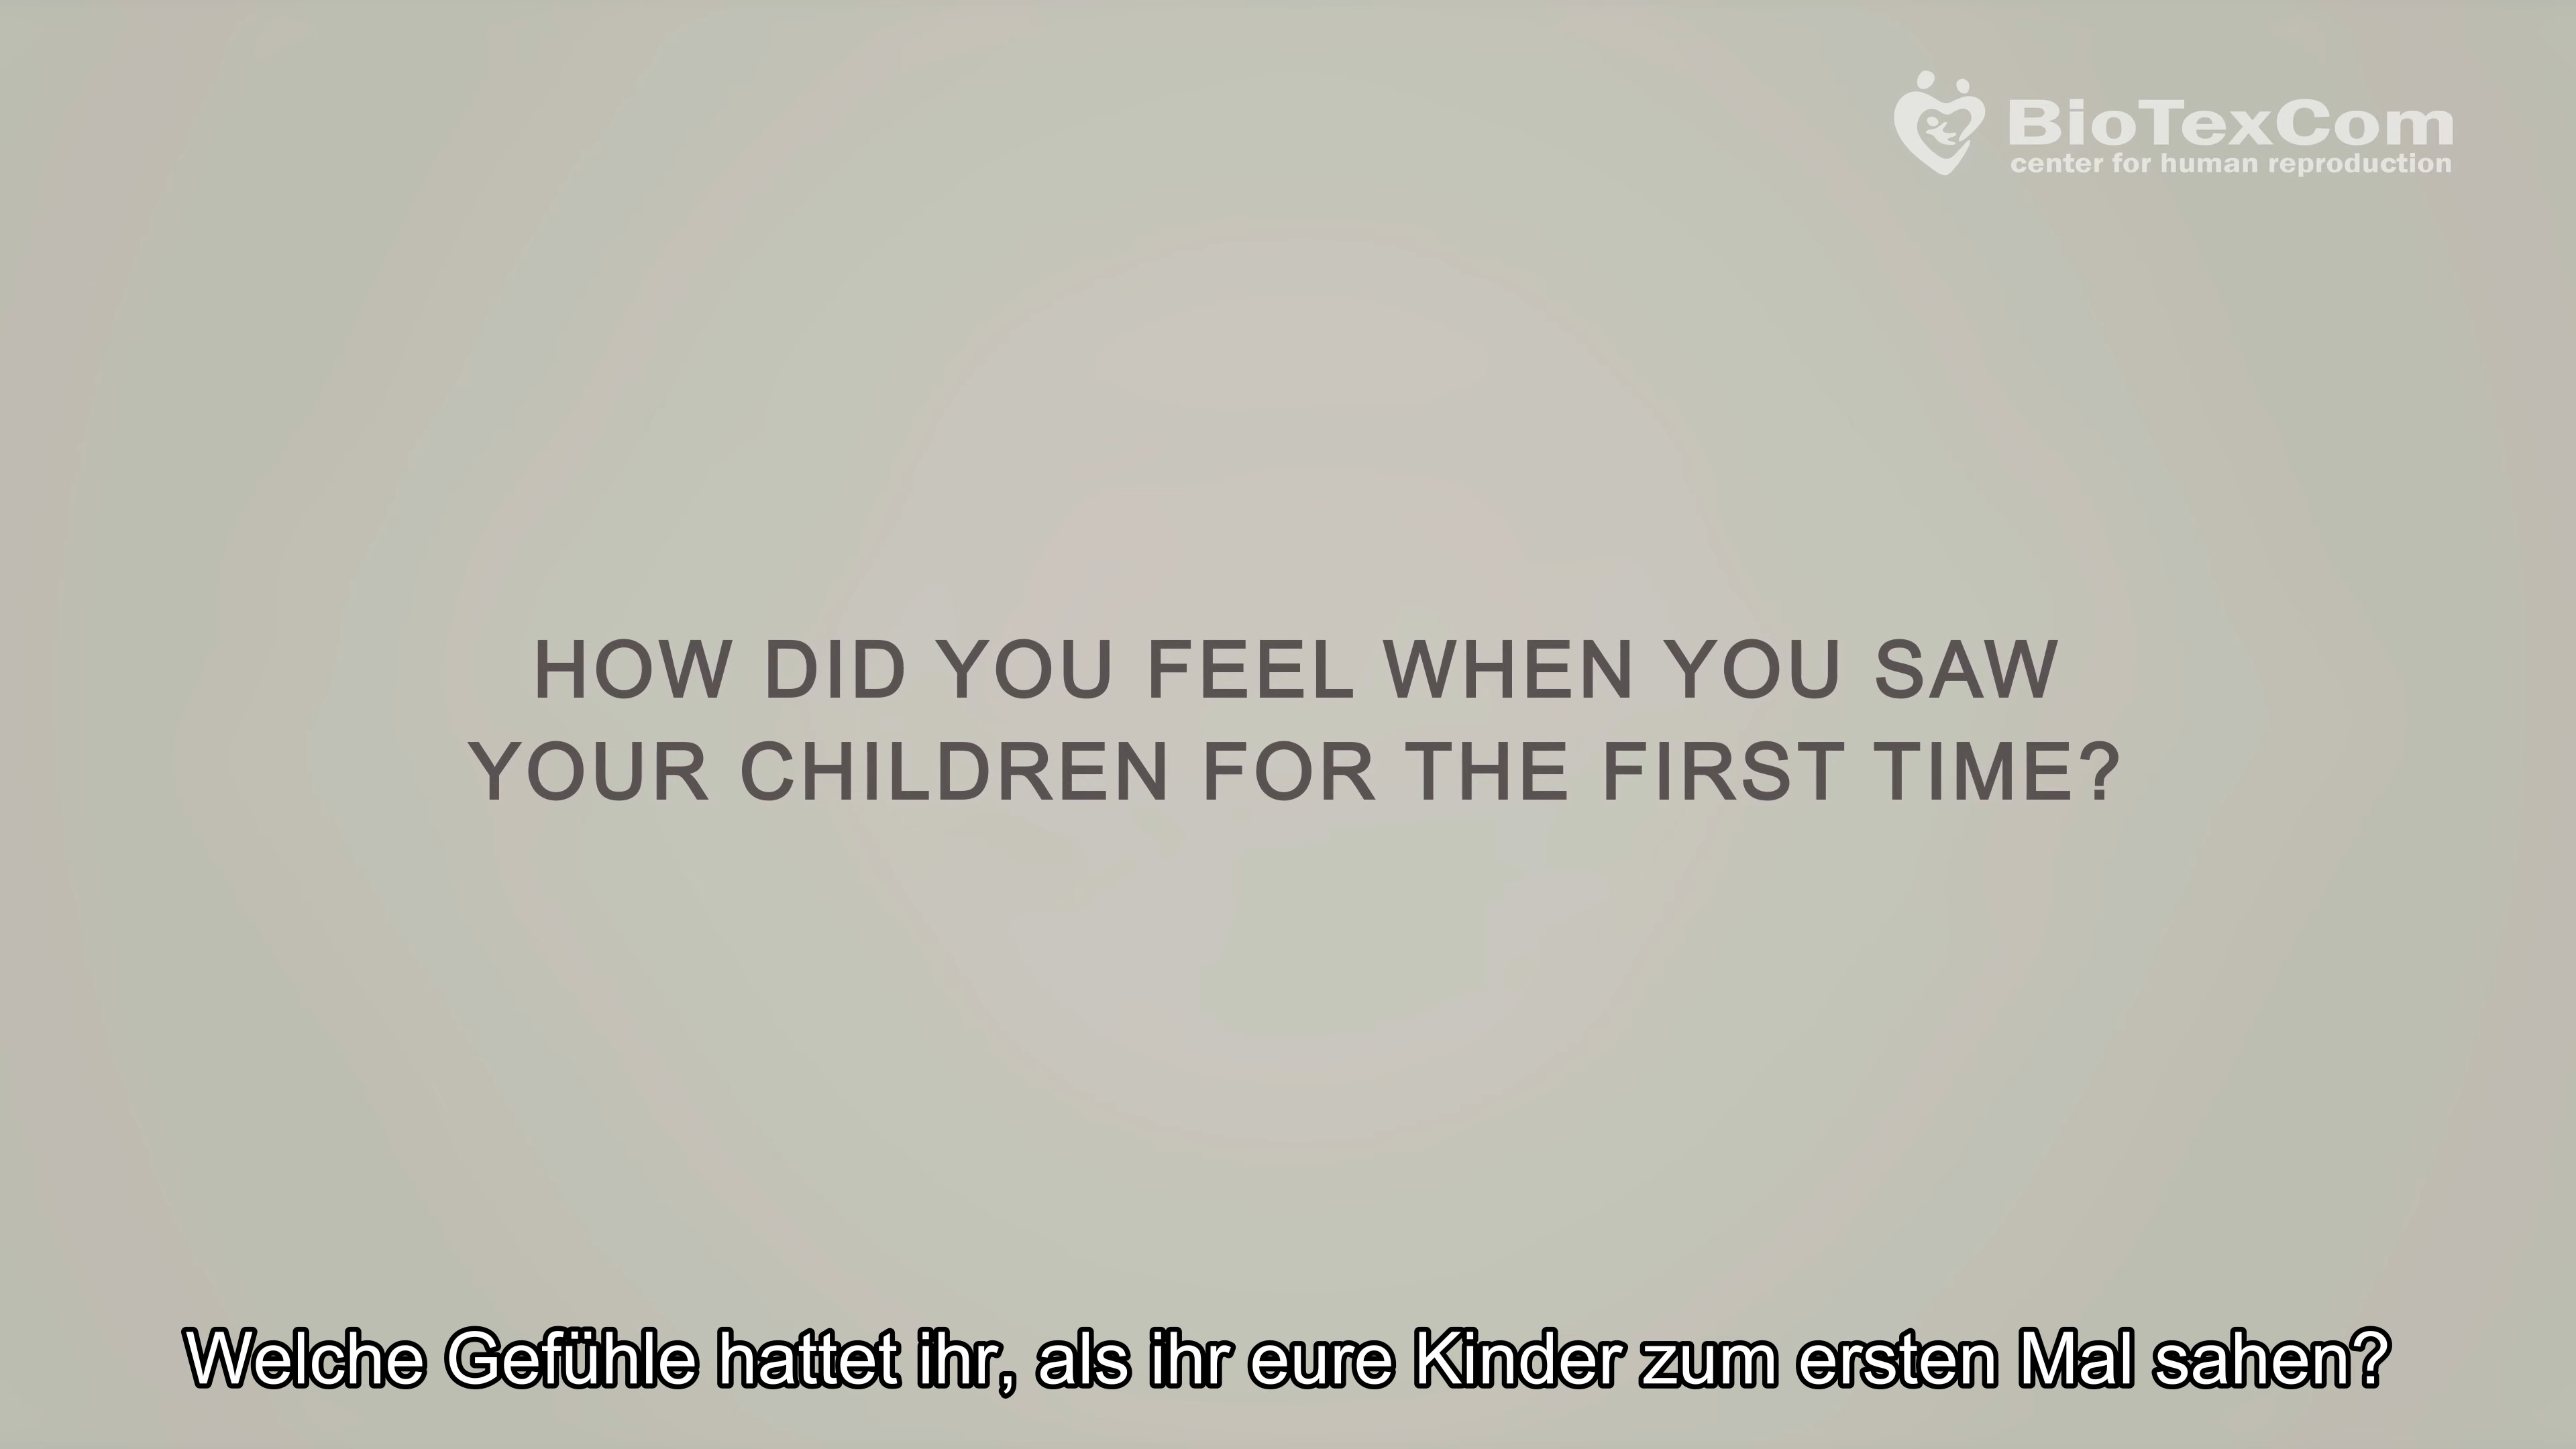 BioTexCom
center for human reproduction
HOW DID YOU FEEL WHEN YOU SAW
YOUR CHILDREN FOR THE FIRST TIME?
Welche Gefühle hattet ihr, als ihr eure Kinder zum ersten Mal sahen?